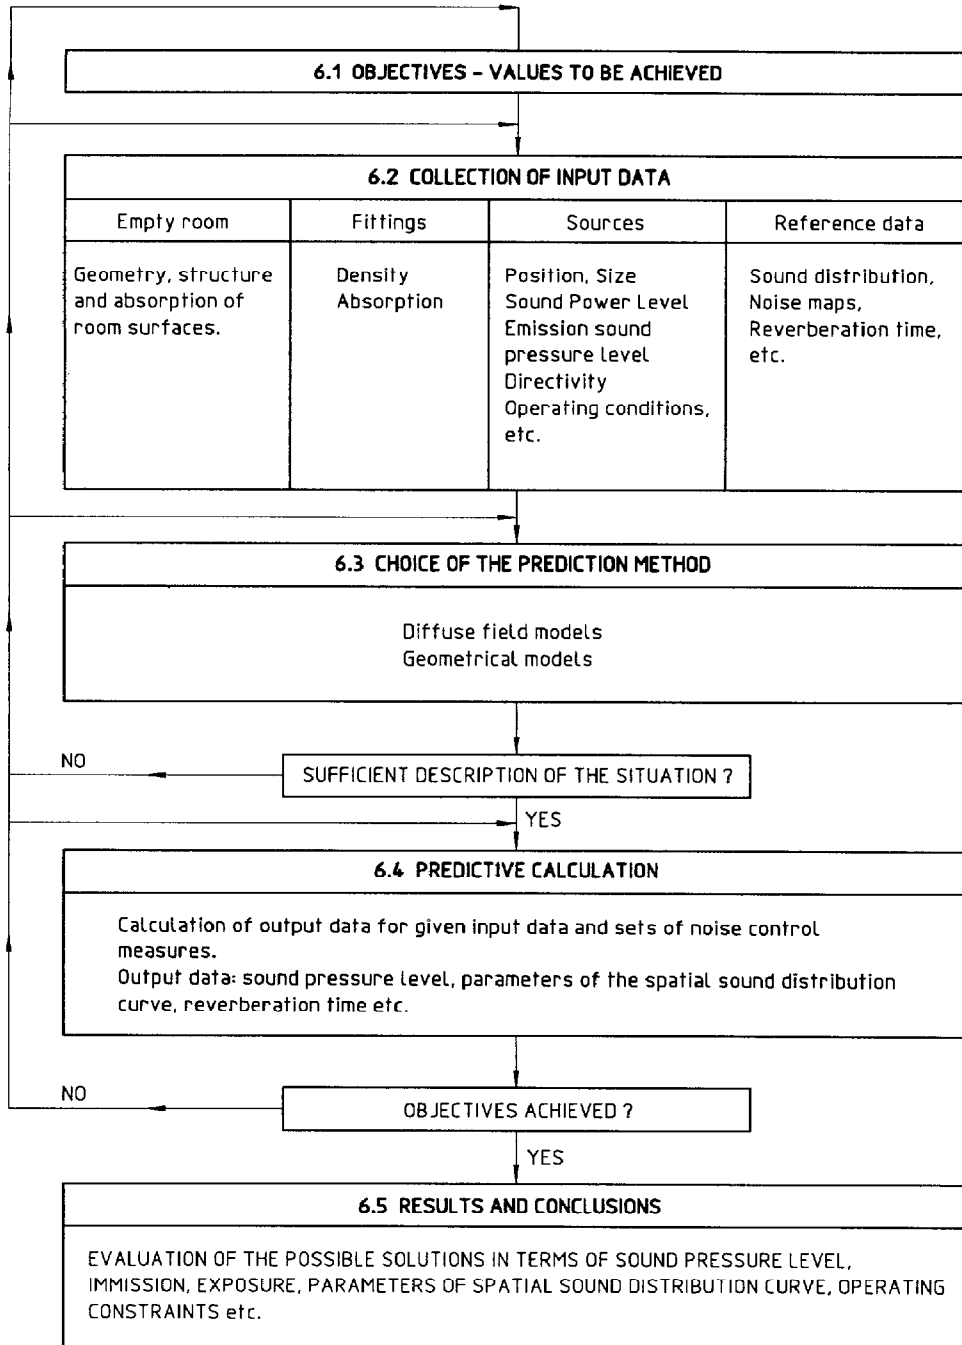 6.1 OBJECTIVES – VALUES TO BE ACHIEVED
6.2 COLLECTION OF INPUT DATA
Empty room
Fittings
Sources
Reference data
Geometry, structure
and absorption of
room surfaces.
Density
Absorption
Position, Size
Sound Power Level
Emission sound
pressure level
Directivity
Operating conditions,
etc.
Sound distribution,
Noise maps,
Reverberation time,
etc.
6.3 CHOICE OF THE PREDICTION METHOD
Diffuse field models
Geometrical models
NO
SUFFICIENT DESCRIPTION OF THE SITUATION ?
YES
6.4 PREDICTIVE CALCULATION
Calculation of output data for given input data and sets of noise control
measures.
Output data: sound pressure level, parameters of the spatial sound distribution
curve, reverberation time etc.
NO
OBJECTIVES ACHIEVED ?
YES
6.5 RESULTS AND CONCLUSIONS
EVALUATION OF THE POSSIBLE SOLUTIONS IN TERMS OF SOUND PRESSURE LEVEL,
IMMISSION, EXPOSURE, PARAMETERS OF SPATIAL SOUND DISTRIBUTION CURVE, OPERATING
CONSTRAINTS etc.